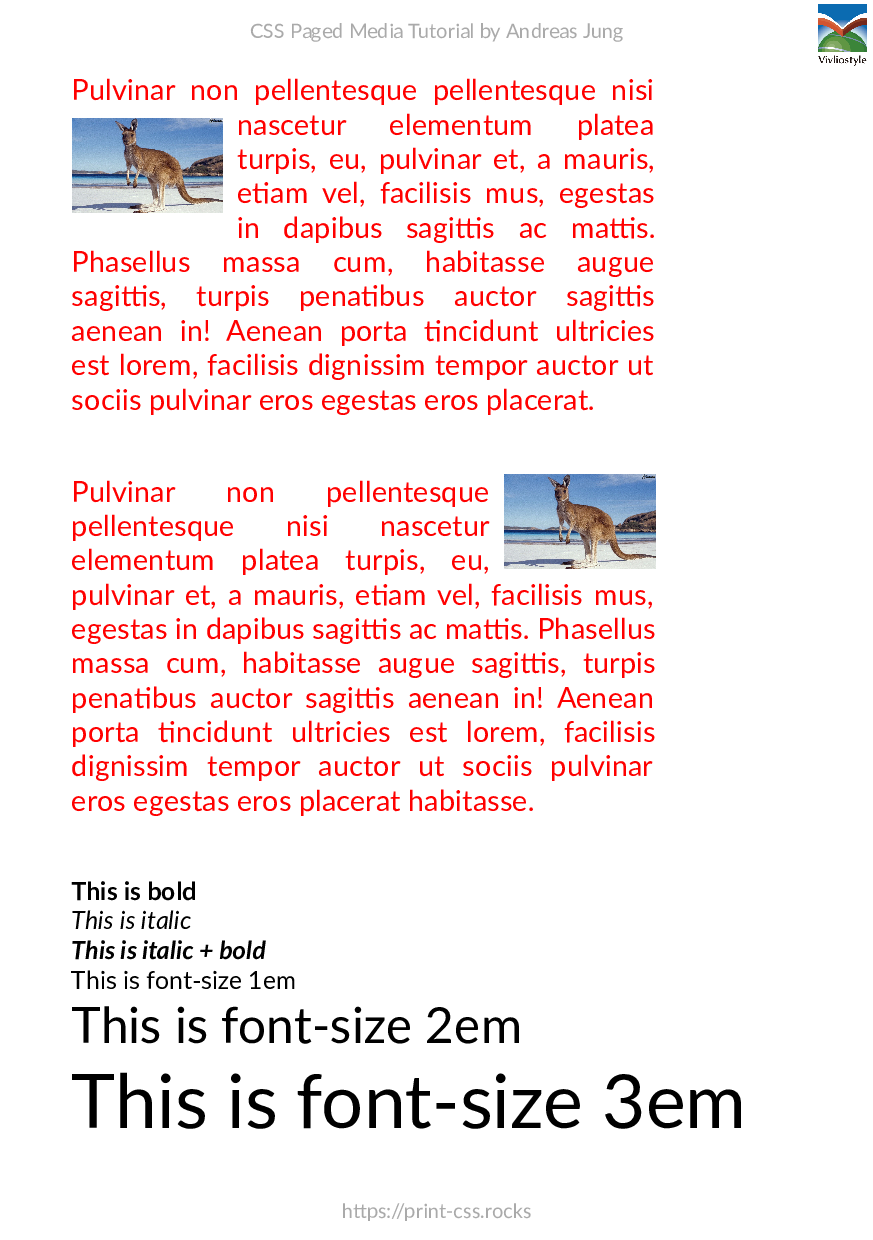 CSS Paged Media Tutorial by Andreas Jung
Vivliostyle
Pulvinar non pellentesque pellentesque nisi
nascetur elementum platea
turpis, eu, pulvinar et, a mauris,
etiam vel, facilisis mus, egestas
in dapibus sagittis ac mattis.
Phasellus massa cum, habitasse augue
sagittis, turpis penatibus auctor sagittis
aenean in! Aenean porta tincidunt ultricies
est lorem, facilisis dignissim tempor auctor ut
sociis pulvinar eros egestas eros placerat.
Pulvinar non pellentesque
pellentesque nisi nascetur
elementum platea turpis, eu,
pulvinar et, a mauris, etiam vel, facilisis mus,
egestas in dapibus sagittis ac mattis. Phasellus
massa cum, habitasse augue sagittis, turpis
penatibus auctor sagittis aenean in! Aenean
porta tincidunt ultricies est lorem, facilisis
dignissim tempor auctor ut sociis pulvinar
eros egestas eros placerat habitasse.
This is bold
This is italic
This is italic + bold
This is font-size 1em
This is font-size 2em
This is font-size 3em
https://print-css.rocks